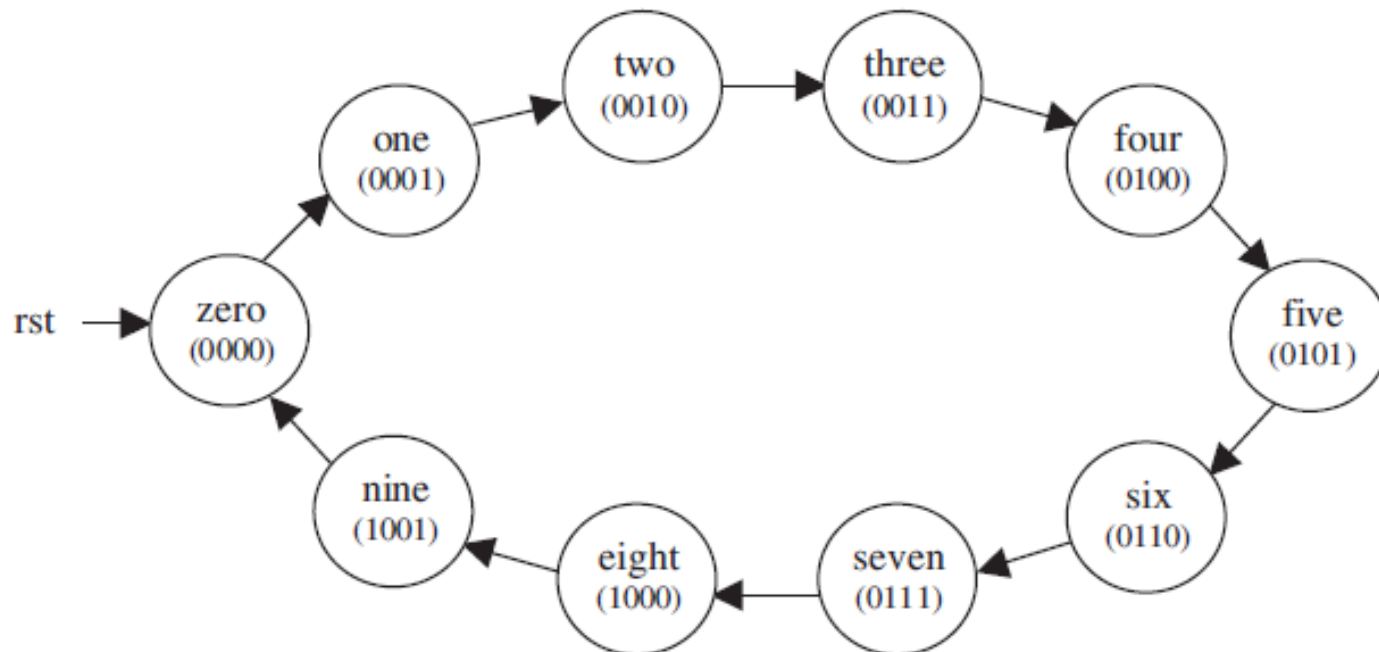 rst
zero
(0000)
one
(0001)
two
(0010)
three
(0011)
four
(0100)
five
(0101)
six
(0110)
seven
(0111)
eight
(1000)
nine
(1001)